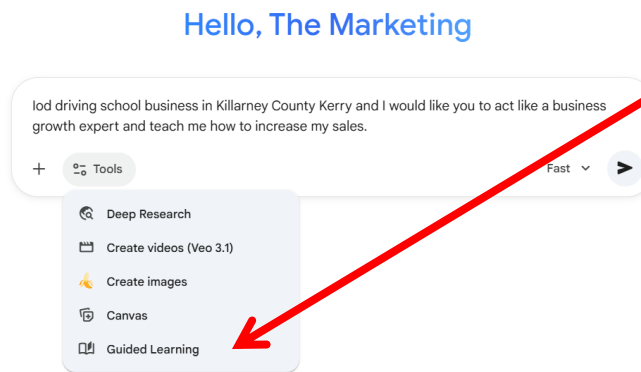 Hello, The Marketing
Iod driving school business in Killarney County Kerry and I would like you to act like a business
growth expert and teach me how to increase my sales.
Tools
Fast
Deep Research
Create videos (Veo 3.1)
Create images
Canvas
Guided Learning